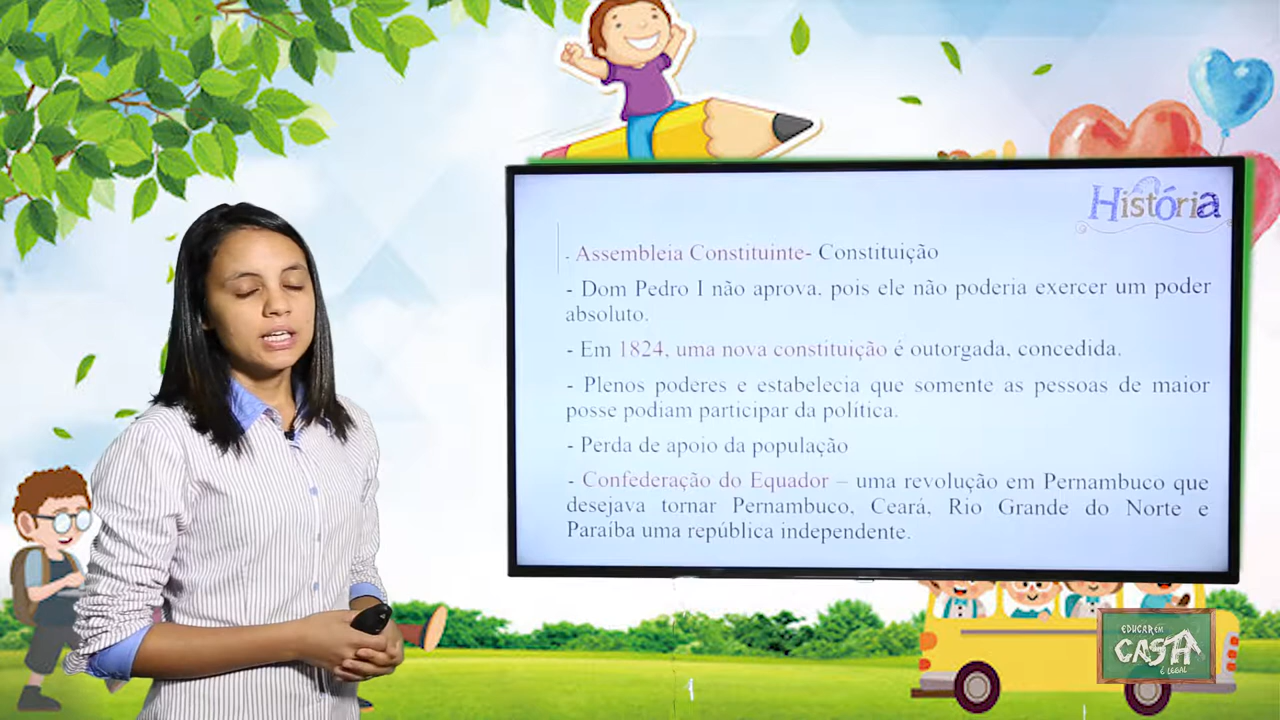 História
- Assembleia Constituinte- Constituição
- Dom Pedro I não aprova, pois ele não poderia exercer um poder
absoluto.
- Em 1824, uma nova constituição é outorgada, concedida.
- Plenos poderes e estabelecia que somente as pessoas de maior
posse podiam participar da política.
- Perda de apoio da população
- Confederação do Equador – uma revolução em Pernambuco que
desejava tornar Pernambuco, Ceará, Rio Grande do Norte e
Paraíba uma república independente.
EDUCAR EM
CASA
É LEGAL